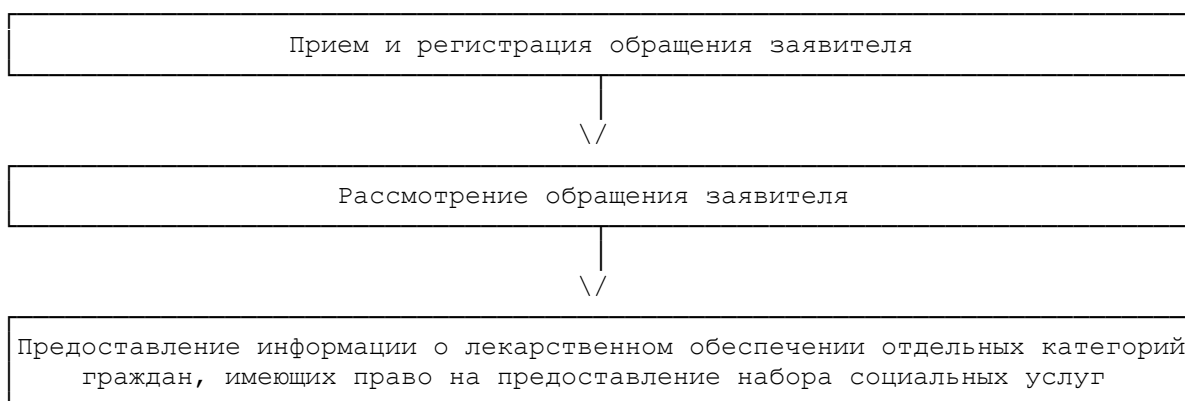 Прием и регистрация обращения заявителя
\/
Рассмотрение обращения заявителя
\/
Предоставление информации о лекарственном обеспечении отдельных категорий
граждан, имеющих право на предоставление набора социальных услуг